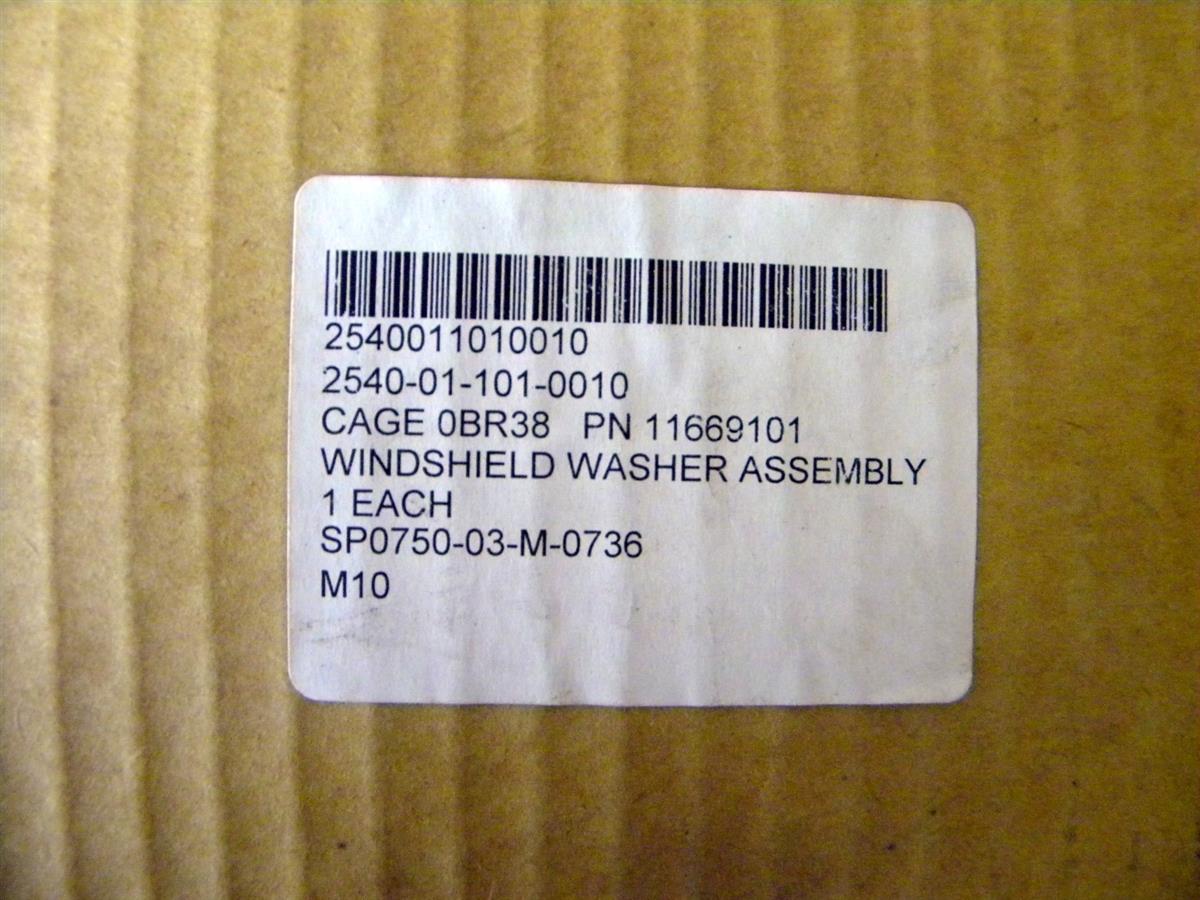 2540011010010
2540-01-101-0010
CAGE 0BR38 PN 11669101
WINDSHIELD WASHER ASSEMBLY
1 EACH
SP0750-03-M-0736
M10